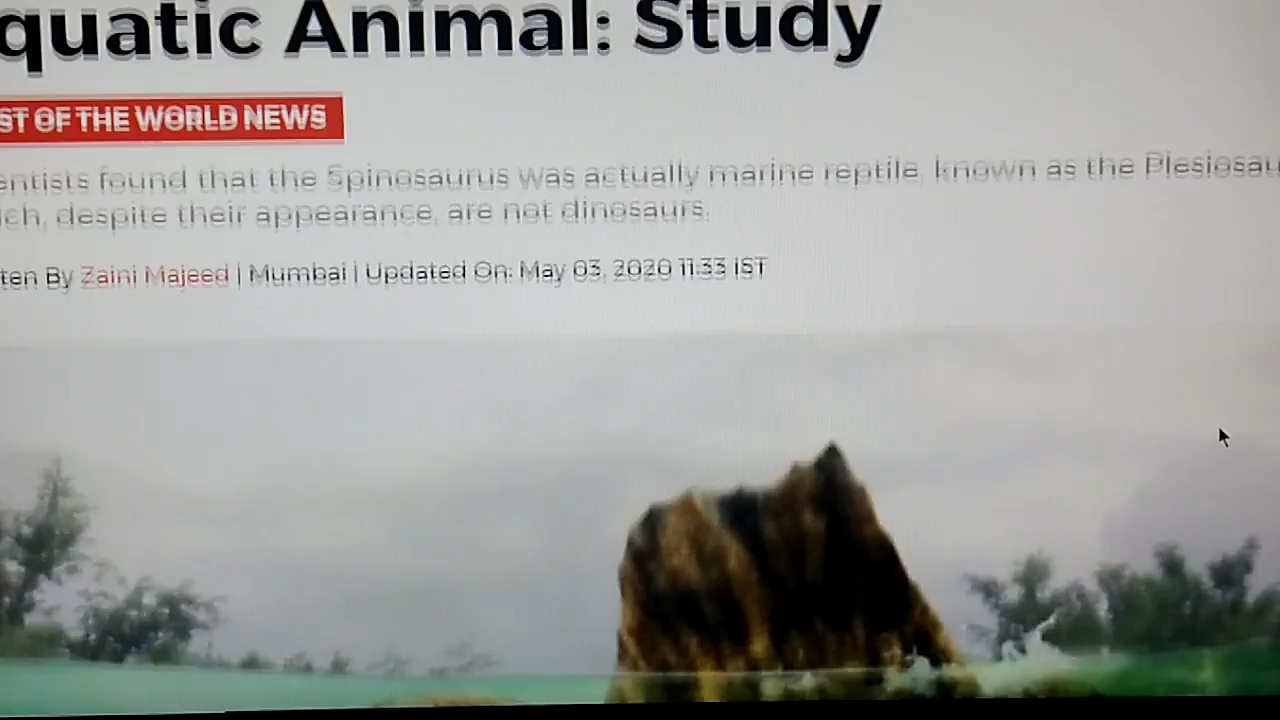 quatic Animal: Study
ST OF THE WORLD NEWS
entists found that the Spinosaurus was actually marine reptile, known as the Plesiosau
ch, despite their appearance, are not dinosaurs.
ten By Zaini Majeed | Mumbai | Updated On: May 03, 2020 11:33 IST